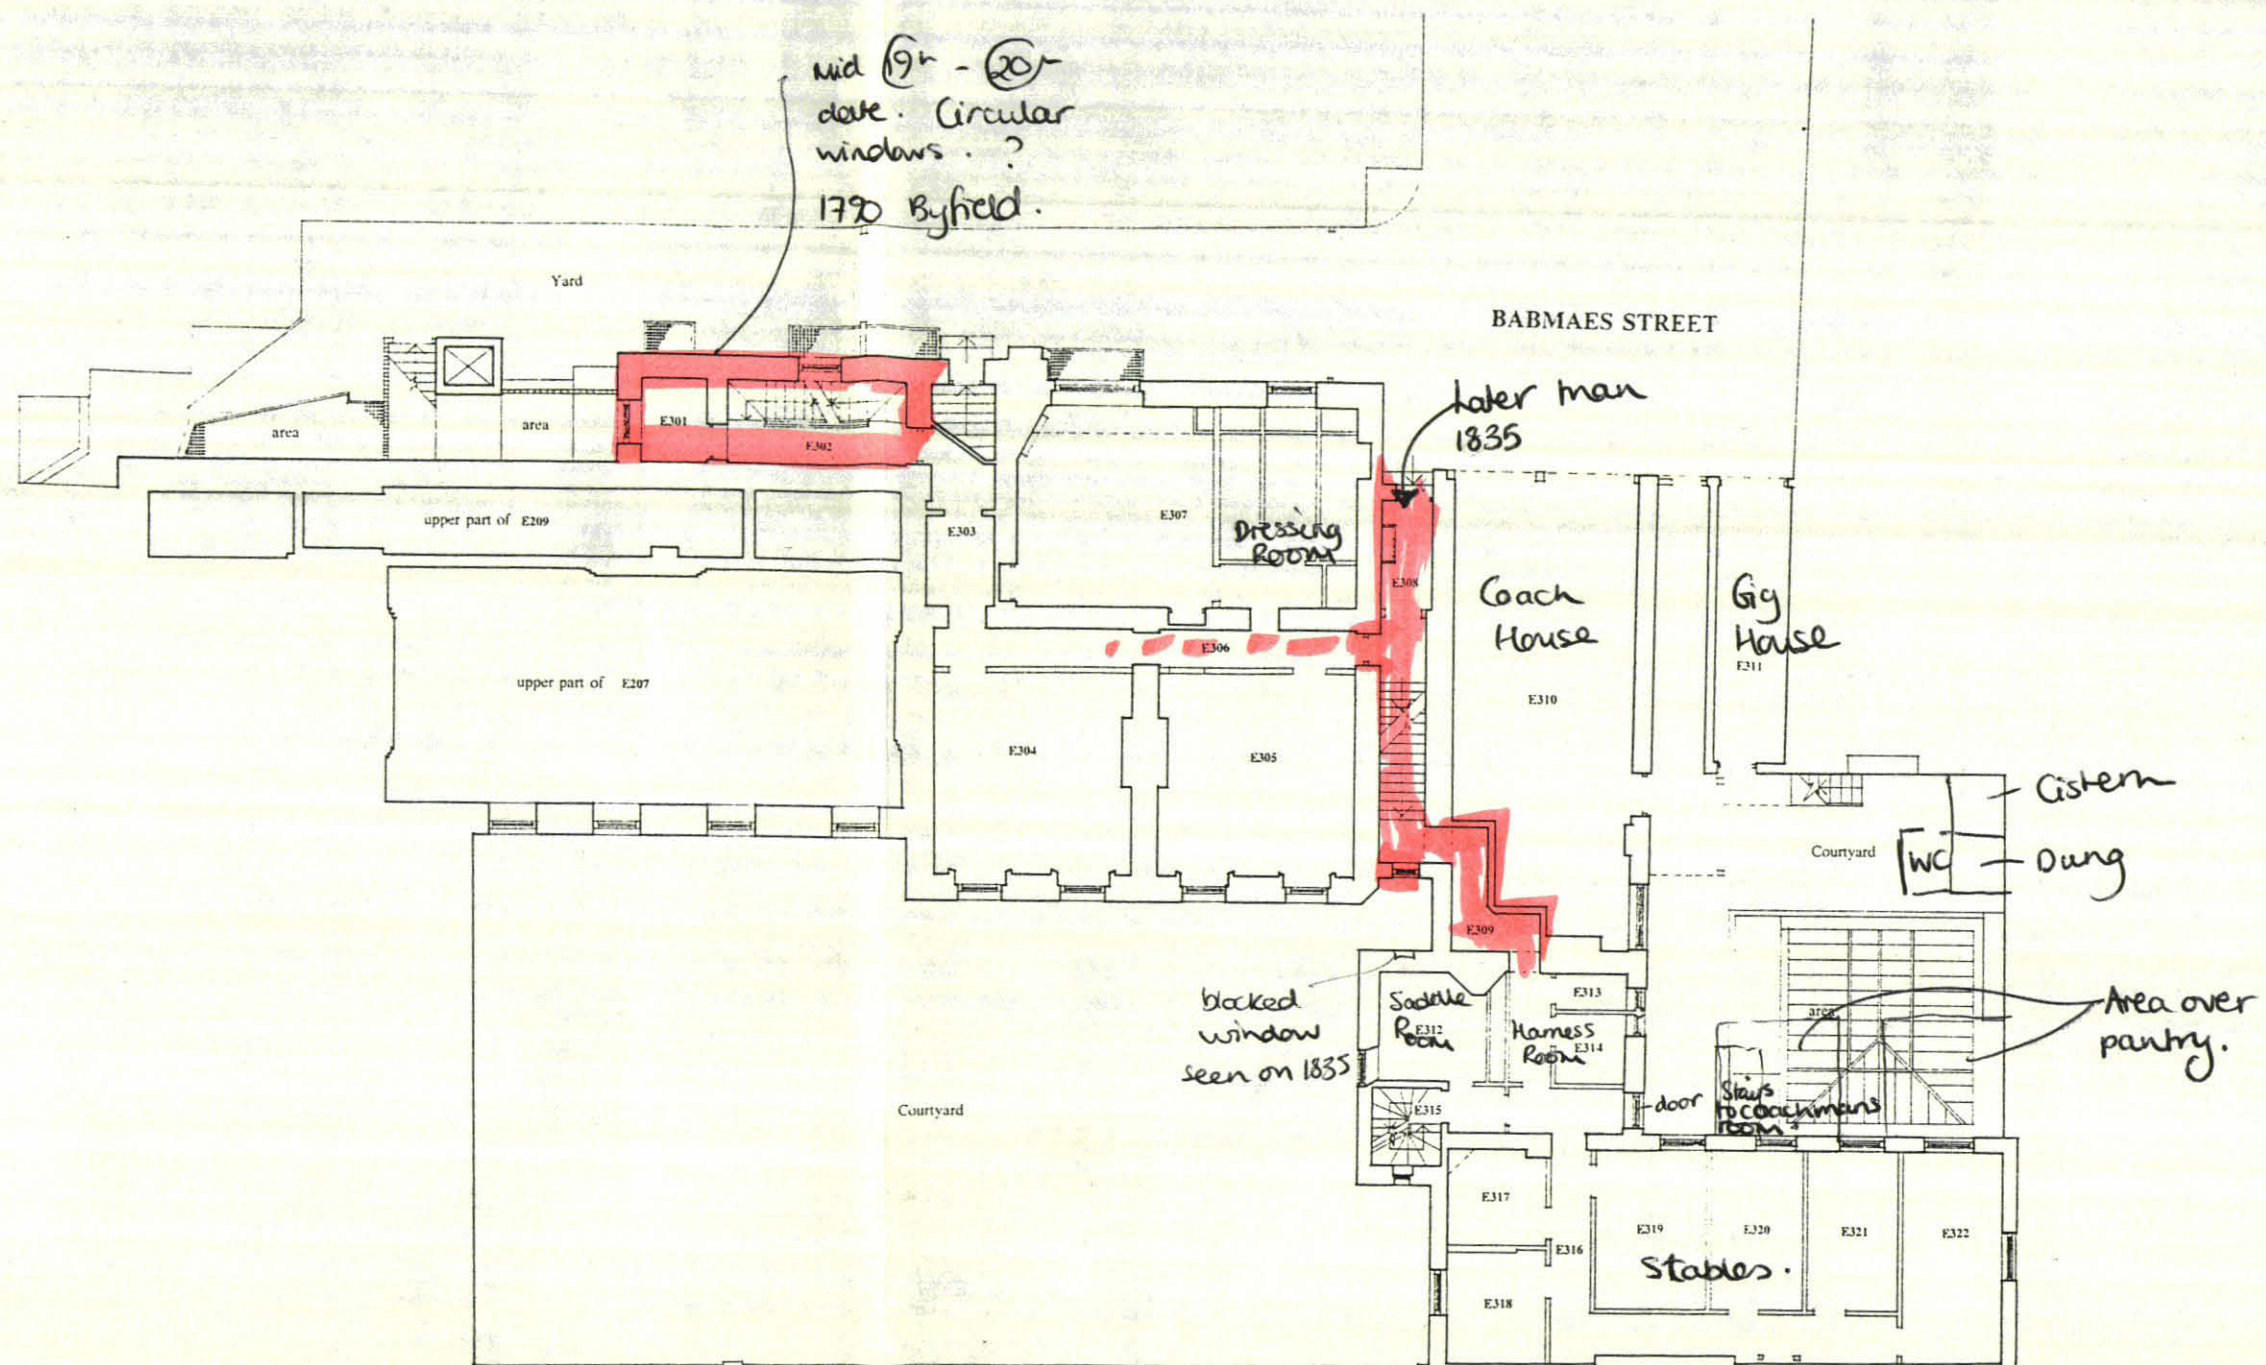 mid 19th - 20th
date. Circular
windows. ?
1790 Byfield.
Yard
BABMAES STREET
Later than
1835
area
area
E301
E302
upper part of E209
E303
E307
Dressing
Room
E308
Coach
House
Gig
House
E311
E306
upper part of E207
E310
E304
E305
Cistern
Courtyard
WC
Dung
E309
blocked
window
seen on 1835
Saddle
Room
E312
Harness
Room
E313
E314
area
Area over
pantry.
Courtyard
E315
door
Stairs
to coachmans
room
E317
E316
E318
E319
E320
E321
E322
Stables.